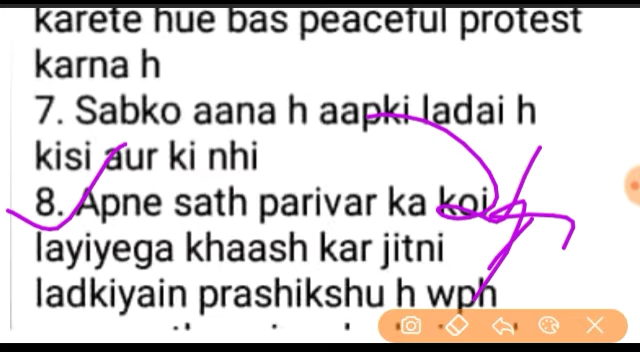 karete hue bas peaceful protest
karna h
7. Sabko aana h aapki ladai h
kisi aur ki nhi
8. Apne sath parivar ka koi
layiyega khaash kar jitni
ladkiyain prashikshu h wph